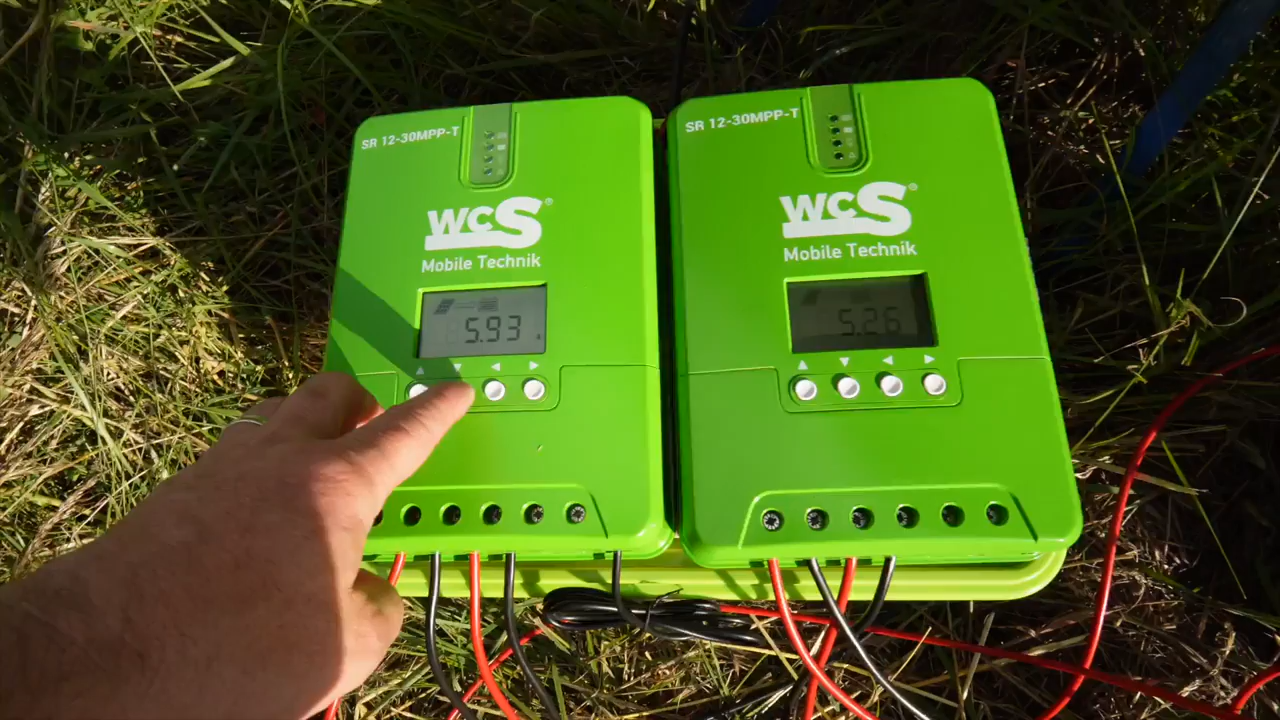 SR 12-30MPP-T
WCS®
Mobile Technik
5.93
SR 12-30MPP-T
WCS®
Mobile Technik
5.26